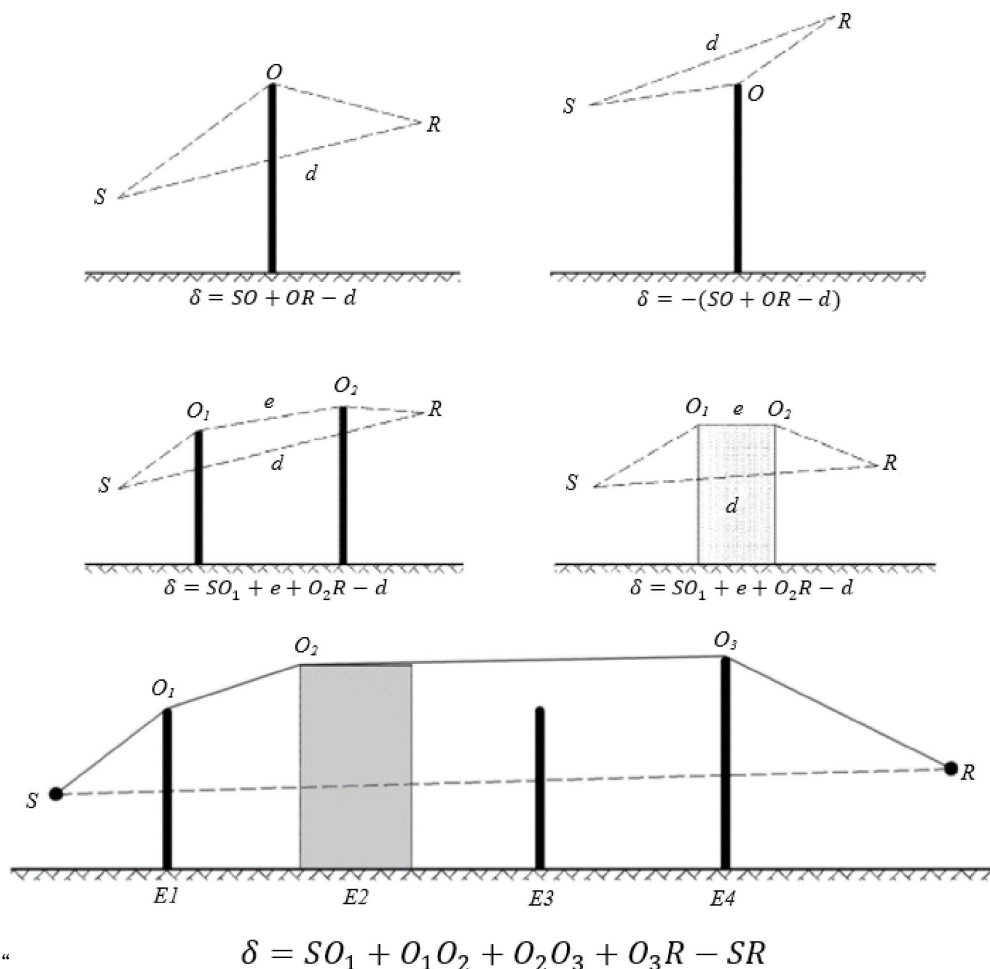 O
R
S
d
δ = SO + OR − d
R
d
S
O
δ = −(SO + OR − d)
O₁
e
O₂
R
S
d
δ = SO₁ + e + O₂R − d
O₁ e O₂
S
R
d
δ = SO₁ + e + O₂R − d
O₁
O₂
O₃
S
R
E1 E2 E3 E4
“ δ = SO₁ + O₁O₂ + O₂O₃ + O₃R − SR